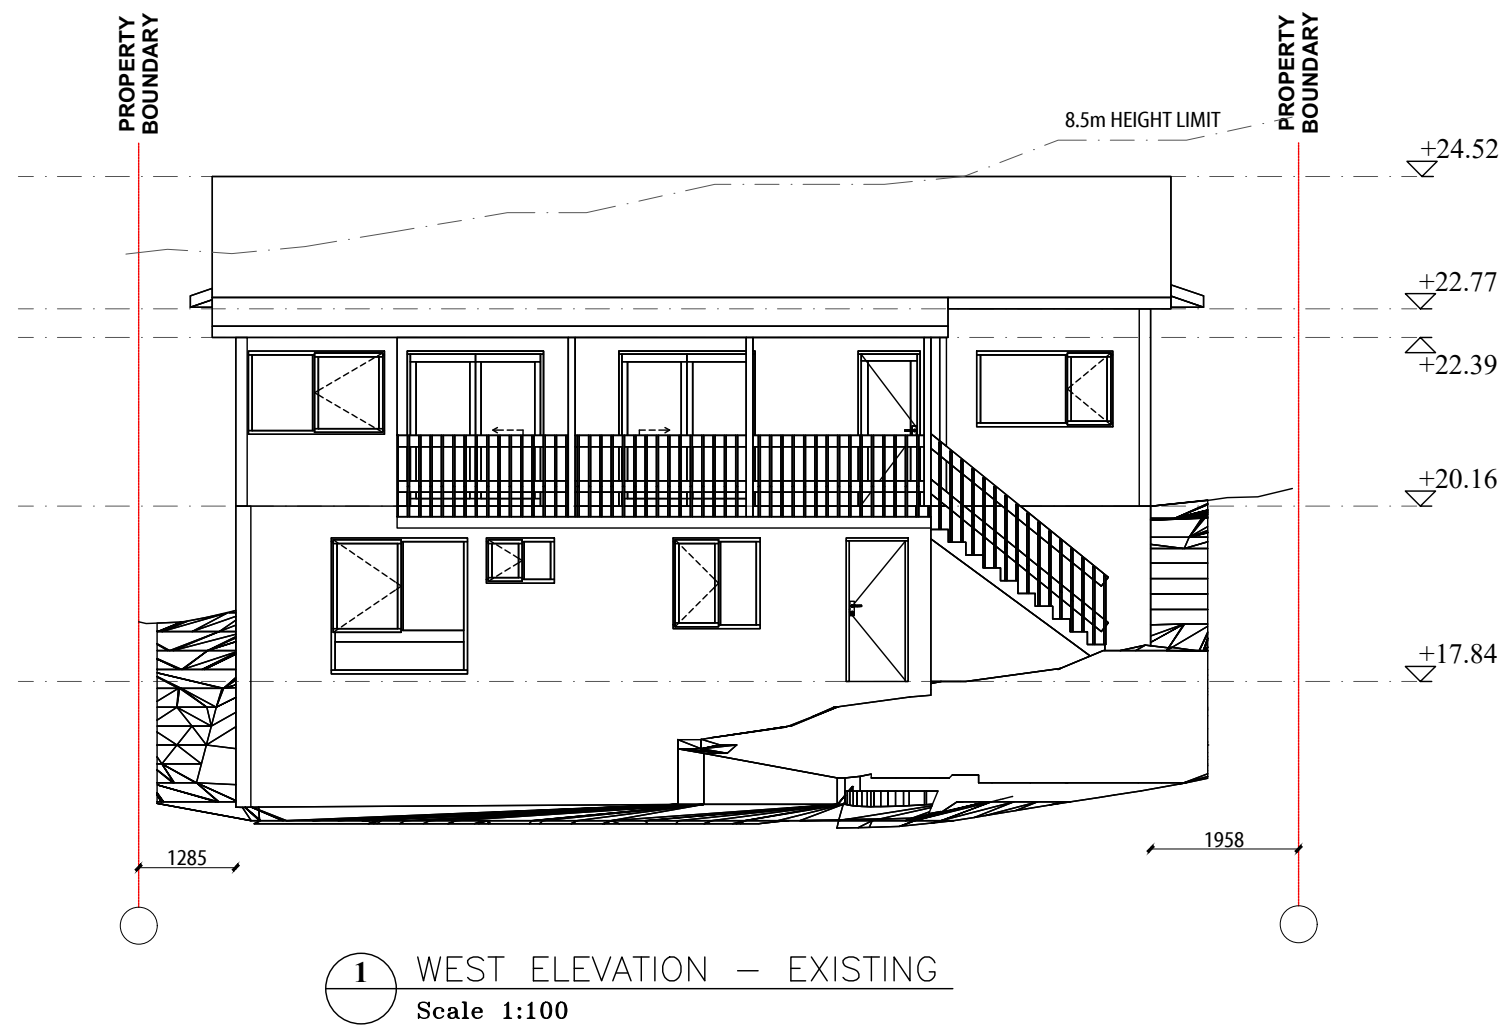 PROPERTY
BOUNDARY
PROPERTY
BOUNDARY
8.5m HEIGHT LIMIT
+24.52
+22.77
+22.39
+20.16
+17.84
1285
1958
1 WEST ELEVATION - EXISTING
Scale 1:100